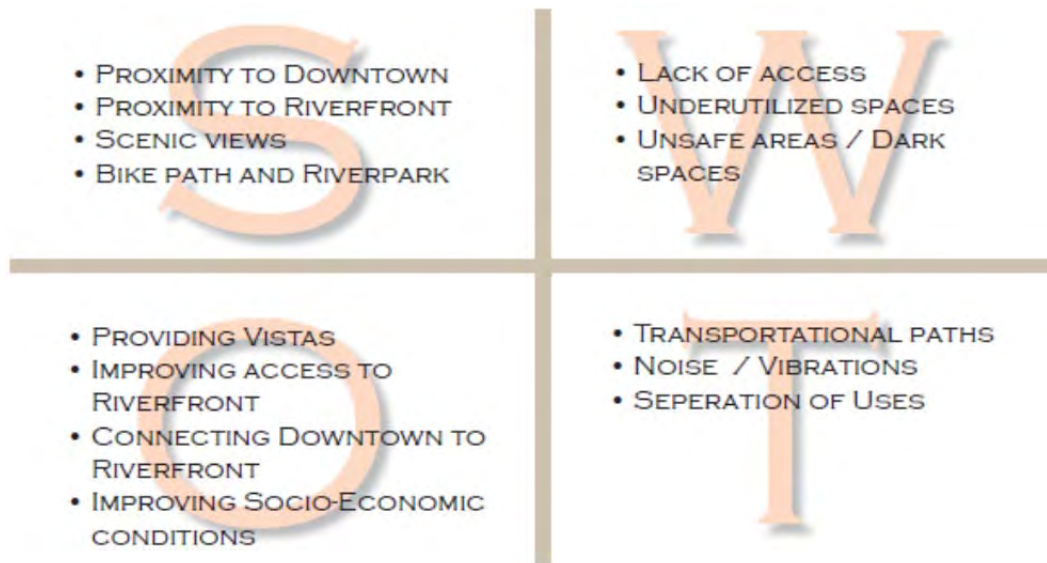 S
• Proximity to Downtown
• Proximity to Riverfront
• Scenic views
• Bike path and Riverpark
W
• Lack of access
• Underutilized spaces
• Unsafe areas / Dark
spaces
O
• Providing Vistas
• Improving access to
Riverfront
• Connecting Downtown to
Riverfront
• Improving Socio-Economic
conditions
T
• Transportational paths
• Noise / Vibrations
• Seperation of Uses